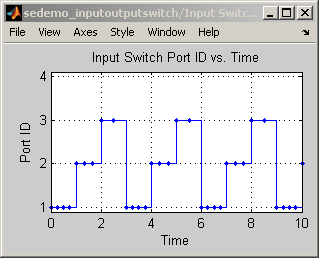 sedemo_inputoutputswitch/Input Switc...
File View Axes Style Window Help
Input Switch Port ID vs. Time
4
3
2
1
Port ID
0 2 4 6 8 10
Time